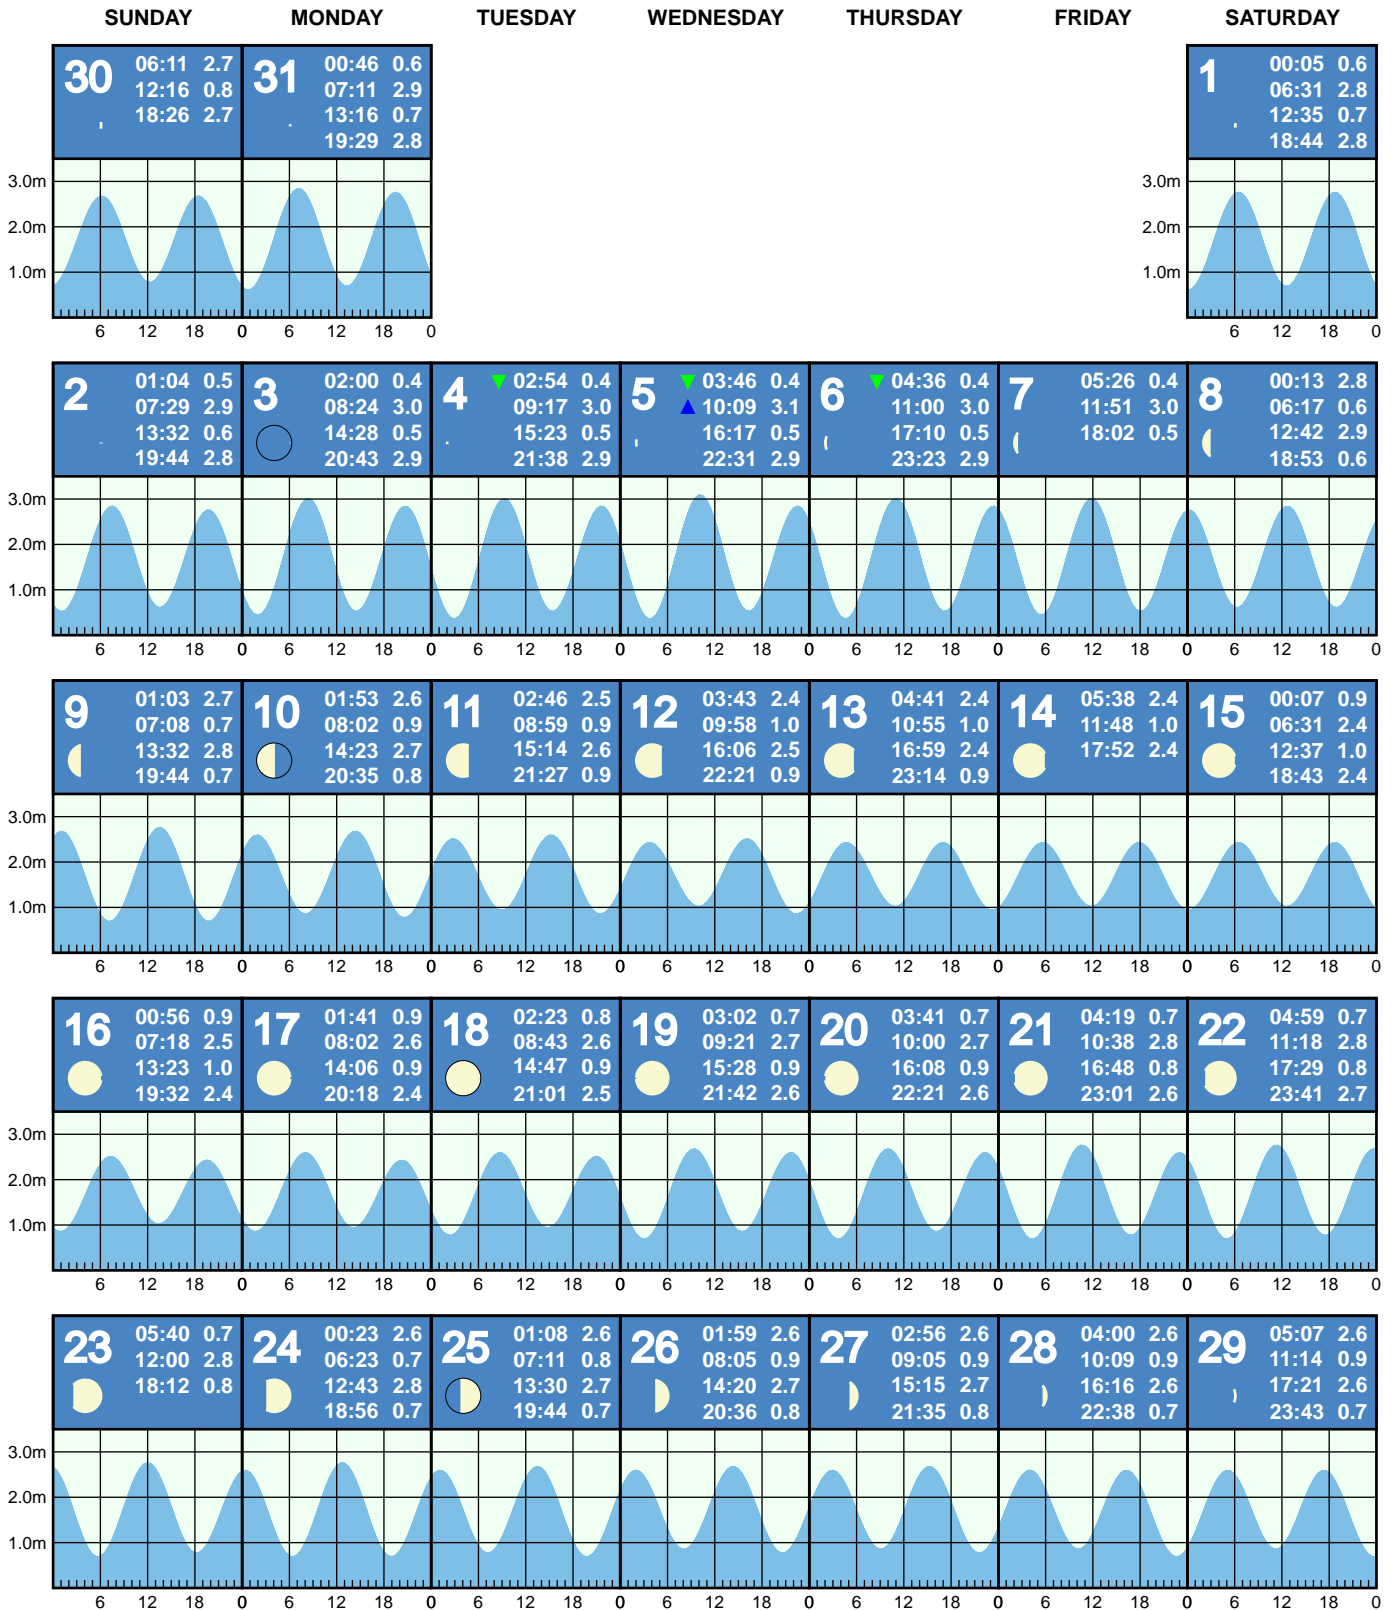 SUNDAY MONDAY TUESDAY WEDNESDAY THURSDAY FRIDAY SATURDAY
30 06:11 2.7
12:16 0.8
18:26 2.7
31 00:46 0.6
07:11 2.9
13:16 0.7
19:29 2.8
1 00:05 0.6
06:31 2.8
12:35 0.7
18:44 2.8
3.0m 3.0m
2.0m 2.0m
1.0m 1.0m
6 12 18 0 6 12 18 0 6 12 18 0
2 01:04 0.5
07:29 2.9
13:32 0.6
19:44 2.8
3 02:00 0.4
08:24 3.0
14:28 0.5
20:43 2.9
4 02:54 0.4
09:17 3.0
15:23 0.5
21:38 2.9
5 03:46 0.4
10:09 3.1
16:17 0.5
22:31 2.9
6 04:36 0.4
11:00 3.0
17:10 0.5
23:23 2.9
7 05:26 0.4
11:51 3.0
18:02 0.5
8 00:13 2.8
06:17 0.6
12:42 2.9
18:53 0.6
3.0m
2.0m
1.0m
6 12 18 0 6 12 18 0 6 12 18 0 6 12 18 0 6 12 18 0 6 12 18 0 6 12 18 0
9 01:03 2.7
07:08 0.7
13:32 2.8
19:44 0.7
10 01:53 2.6
08:02 0.9
14:23 2.7
20:35 0.8
11 02:46 2.5
08:59 0.9
15:14 2.6
21:27 0.9
12 03:43 2.4
09:58 1.0
16:06 2.5
22:21 0.9
13 04:41 2.4
10:55 1.0
16:59 2.4
23:14 0.9
14 05:38 2.4
11:48 1.0
17:52 2.4
15 00:07 0.9
06:31 2.4
12:37 1.0
18:43 2.4
3.0m
2.0m
1.0m
6 12 18 0 6 12 18 0 6 12 18 0 6 12 18 0 6 12 18 0 6 12 18 0 6 12 18 0
16 00:56 0.9
07:18 2.5
13:23 1.0
19:32 2.4
17 01:41 0.9
08:02 2.6
14:06 0.9
20:18 2.4
18 02:23 0.8
08:43 2.6
14:47 0.9
21:01 2.5
19 03:02 0.7
09:21 2.7
15:28 0.9
21:42 2.6
20 03:41 0.7
10:00 2.7
16:08 0.9
22:21 2.6
21 04:19 0.7
10:38 2.8
16:48 0.8
23:01 2.6
22 04:59 0.7
11:18 2.8
17:29 0.8
23:41 2.7
3.0m
2.0m
1.0m
6 12 18 0 6 12 18 0 6 12 18 0 6 12 18 0 6 12 18 0 6 12 18 0 6 12 18 0
23 05:40 0.7
12:00 2.8
18:12 0.8
24 00:23 2.6
06:23 0.7
12:43 2.8
18:56 0.7
25 01:08 2.6
07:11 0.8
13:30 2.7
19:44 0.7
26 01:59 2.6
08:05 0.9
14:20 2.7
20:36 0.8
27 02:56 2.6
09:05 0.9
15:15 2.7
21:35 0.8
28 04:00 2.6
10:09 0.9
16:16 2.6
22:38 0.7
29 05:07 2.6
11:14 0.9
17:21 2.6
23:43 0.7
3.0m
2.0m
1.0m
6 12 18 0 6 12 18 0 6 12 18 0 6 12 18 0 6 12 18 0 6 12 18 0 6 12 18 0